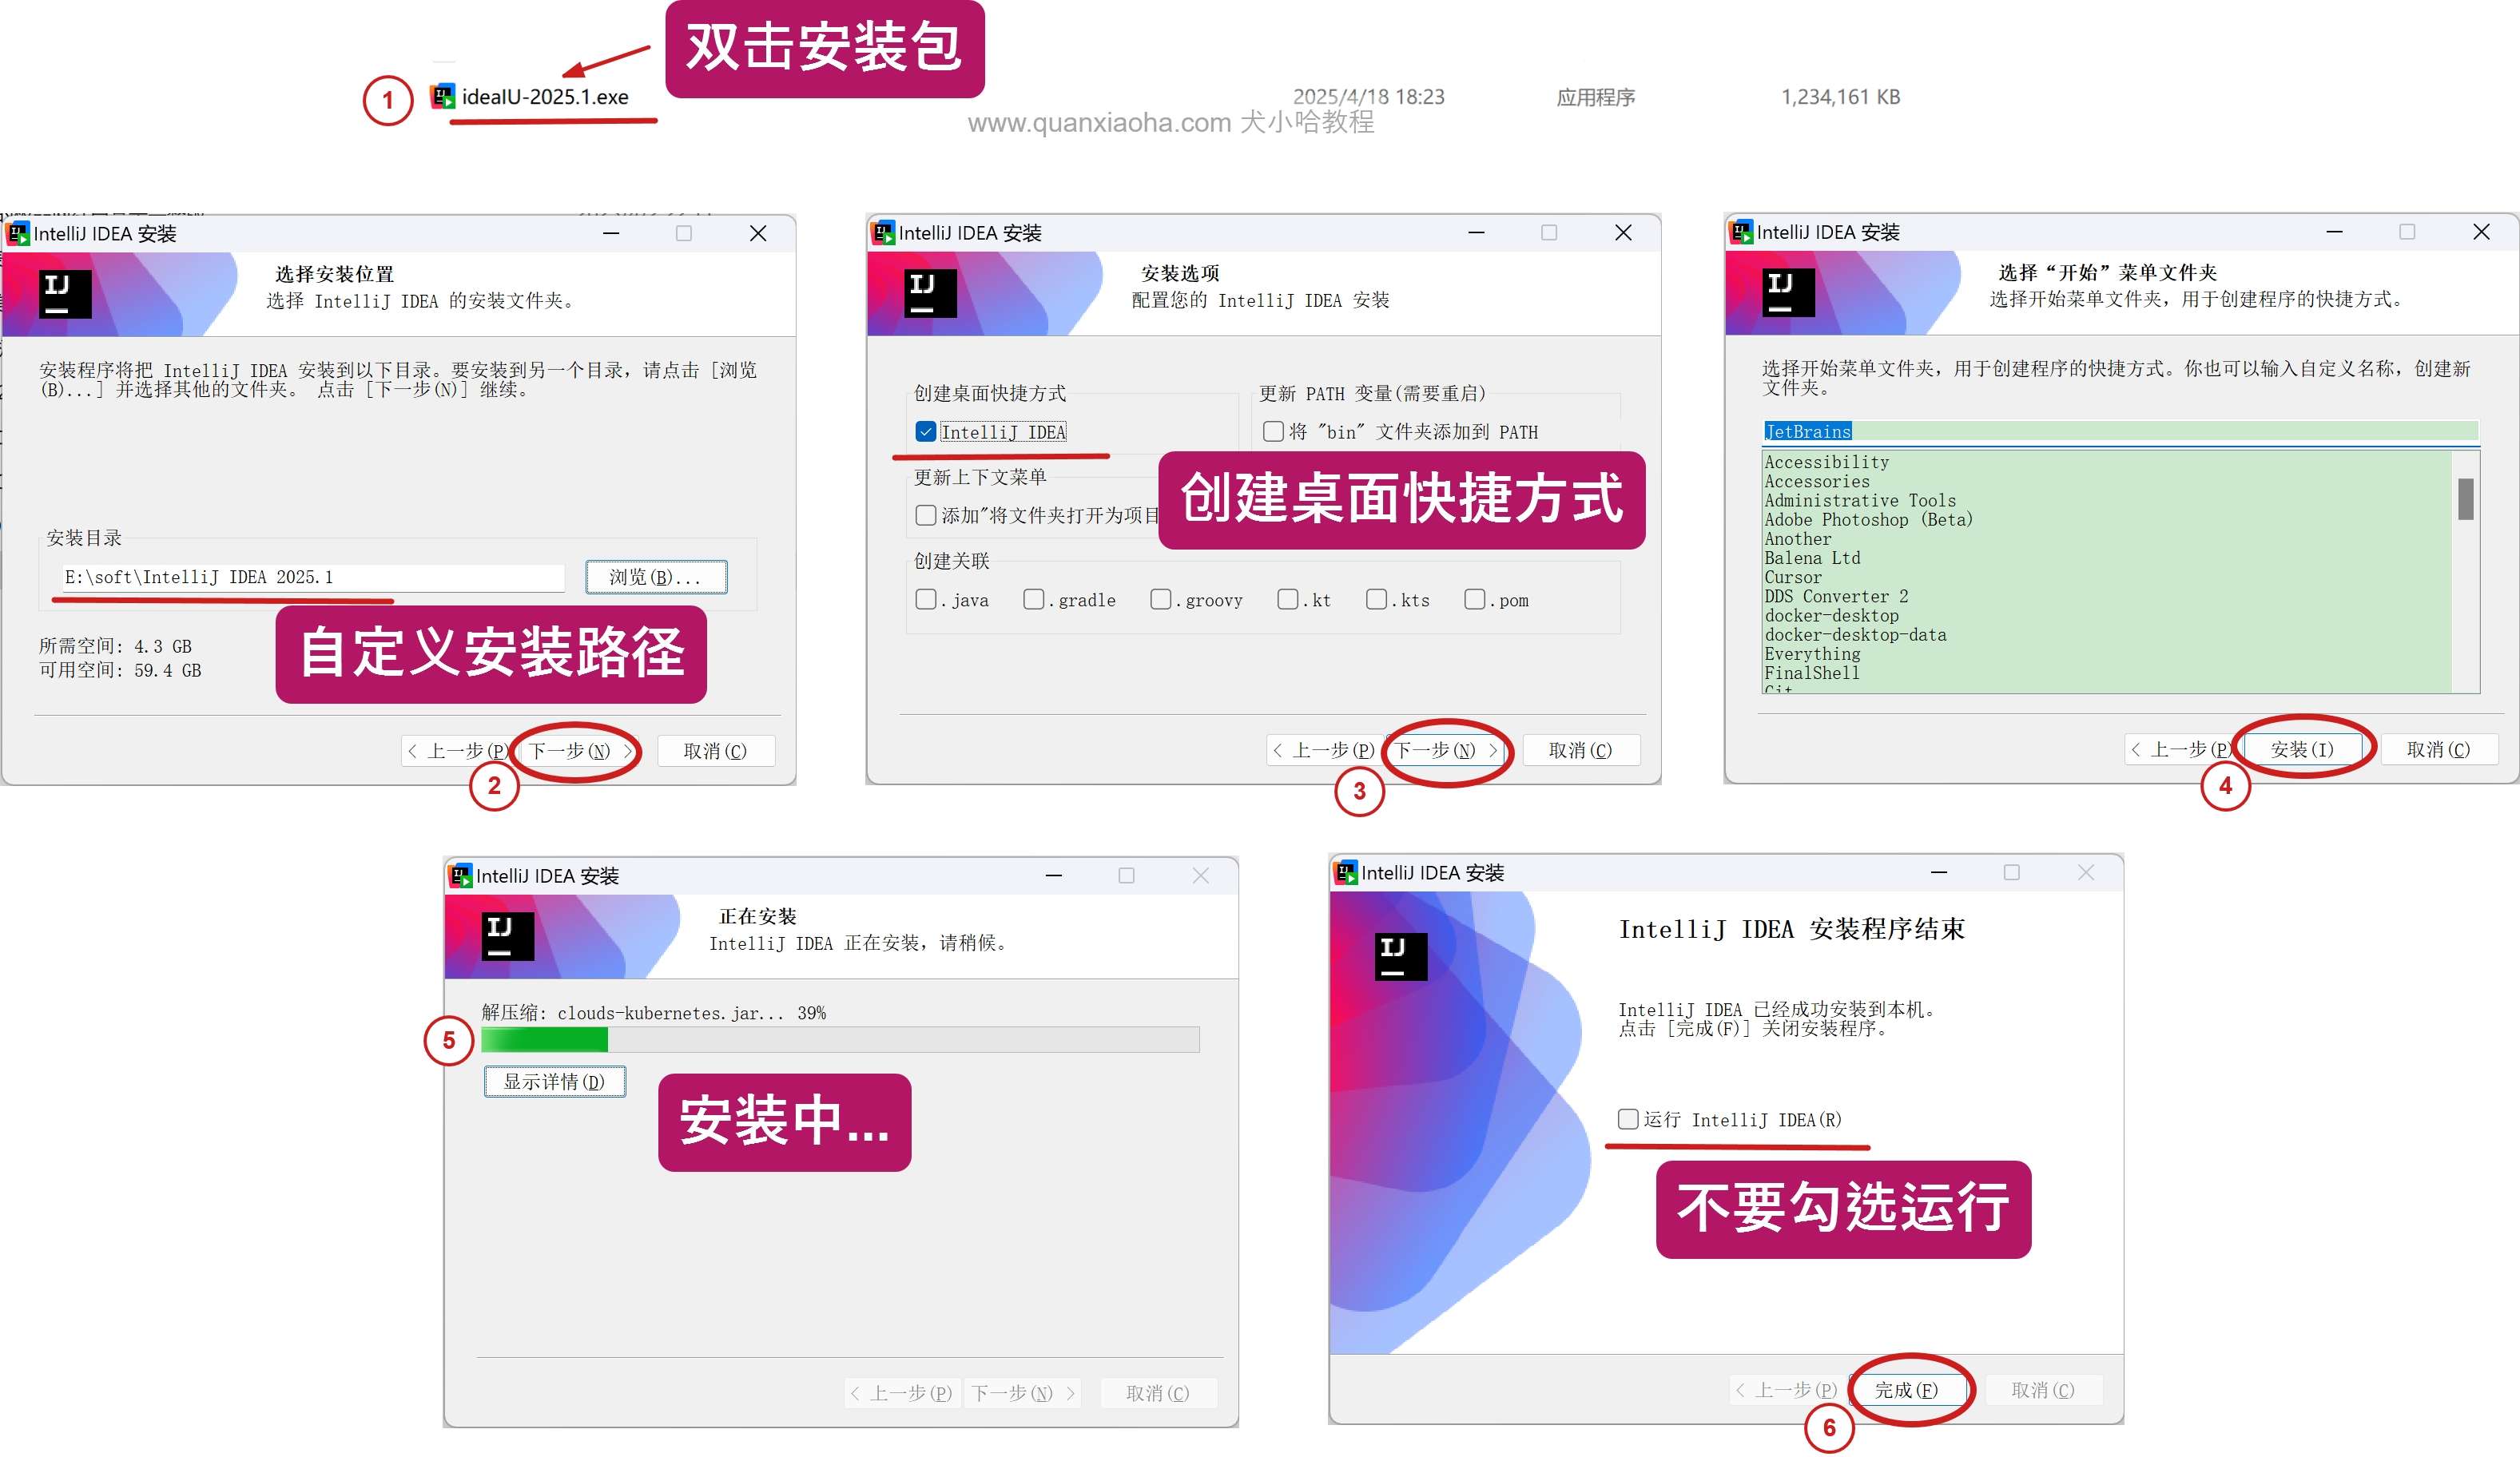 双击安装包
1
idealU-2025.1.exe
2025/4/18 18:23
应用程序
1,234,161 KB
www.quanxiaoha.com 犬小哈教程
IntelliJ IDEA 安装
IJ
选择安装位置
选择 IntelliJ IDEA 的安装文件夹。
安装程序将把 IntelliJ IDEA 安装到以下目录。要安装到另一个目录，请点击 [浏览
(B)...] 并选择其他的文件夹。 点击 [下一步(N)] 继续。
安装目录
E:\soft\IntelliJ IDEA 2025.1
浏览(B)...
所需空间: 4.3 GB
可用空间: 59.4 GB
自定义安装路径
< 上一步(P)
下一步(N) >
取消(C)
2
IntelliJ IDEA 安装
IJ
安装选项
配置您的 IntelliJ IDEA 安装
创建桌面快捷方式
IntelliJ IDEA
更新 PATH 变量(需要重启)
将 "bin" 文件夹添加到 PATH
更新上下文菜单
添加"将文件夹打开为项目
创建桌面快捷方式
创建关联
.java
.gradle
.groovy
.kt
.kts
.pom
< 上一步(P)
下一步(N) >
取消(C)
3
IntelliJ IDEA 安装
IJ
选择“开始”菜单文件夹
选择开始菜单文件夹，用于创建程序的快捷方式。
选择开始菜单文件夹，用于创建程序的快捷方式。你也可以输入自定义名称，创建新
文件夹。
JetBrains
Accessibility
Accessories
Administrative Tools
Adobe Photoshop (Beta)
Another
Balena Ltd
Cursor
DDS Converter 2
docker-desktop
docker-desktop-data
Everything
FinalShell
Git
< 上一步(P)
安装(I)
取消(C)
4
IntelliJ IDEA 安装
IJ
正在安装
IntelliJ IDEA 正在安装，请稍候。
解压缩: clouds-kubernetes.jar... 39%
5
显示详情(D)
安装中...
< 上一步(P)
下一步(N) >
取消(C)
IntelliJ IDEA 安装
IJ
IntelliJ IDEA 安装程序结束
IntelliJ IDEA 已经成功安装到本机。
点击 [完成(F)] 关闭安装程序。
运行 IntelliJ IDEA(R)
不要勾选运行
< 上一步(P)
完成(F)
取消(C)
6